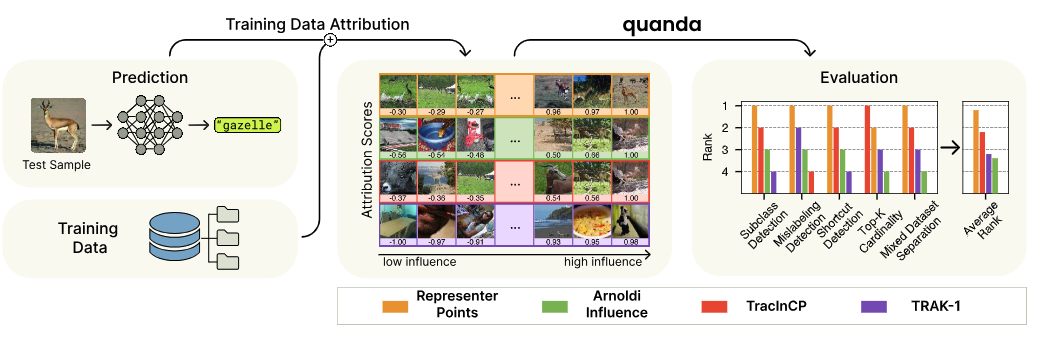 Training Data Attribution
quanda
Prediction
"gazelle"
Test Sample
Training
Data
Attribution Scores
-0.30 -0.29 -0.27 ... 0.96 0.97 1.00
-0.56 -0.54 -0.48 ... 0.50 0.66 1.00
-0.37 -0.36 -0.35 ... 0.54 0.56 1.00
-1.00 -0.97 -0.91 ... 0.93 0.95 0.98
low influence high influence
Evaluation
Rank
1
2
3
4
Subclass
Detection
Mislabeling
Detection
Shortcut
Detection
Top-K
Cardinality
Mixed Dataset
Separation
Average
Rank
Representer
Points
Arnoldi
Influence
TracInCP
TRAK-1